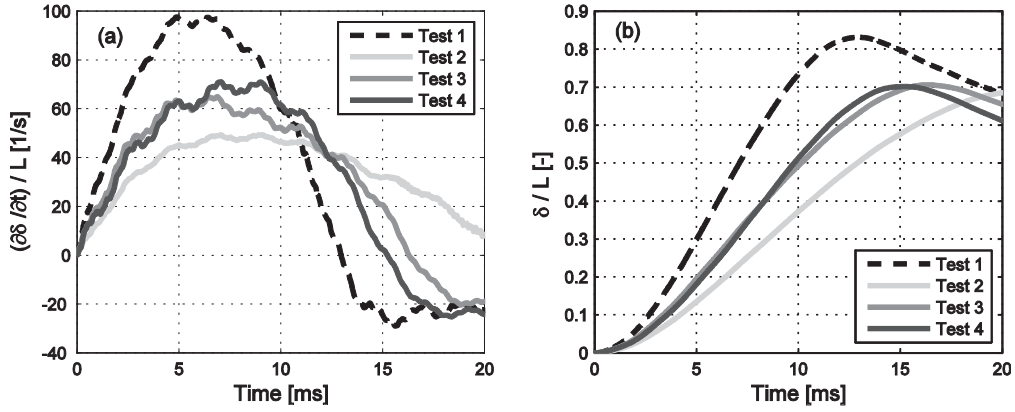 (a)
(∂δ/∂t) / L [1/s]
100
80
60
40
20
0
-20
-40
0
5
10
15
20
Time [ms]
Test 1
Test 2
Test 3
Test 4
(b)
δ / L [-]
0.9
0.8
0.7
0.6
0.5
0.4
0.3
0.2
0.1
0
0
5
10
15
20
Time [ms]
Test 1
Test 2
Test 3
Test 4